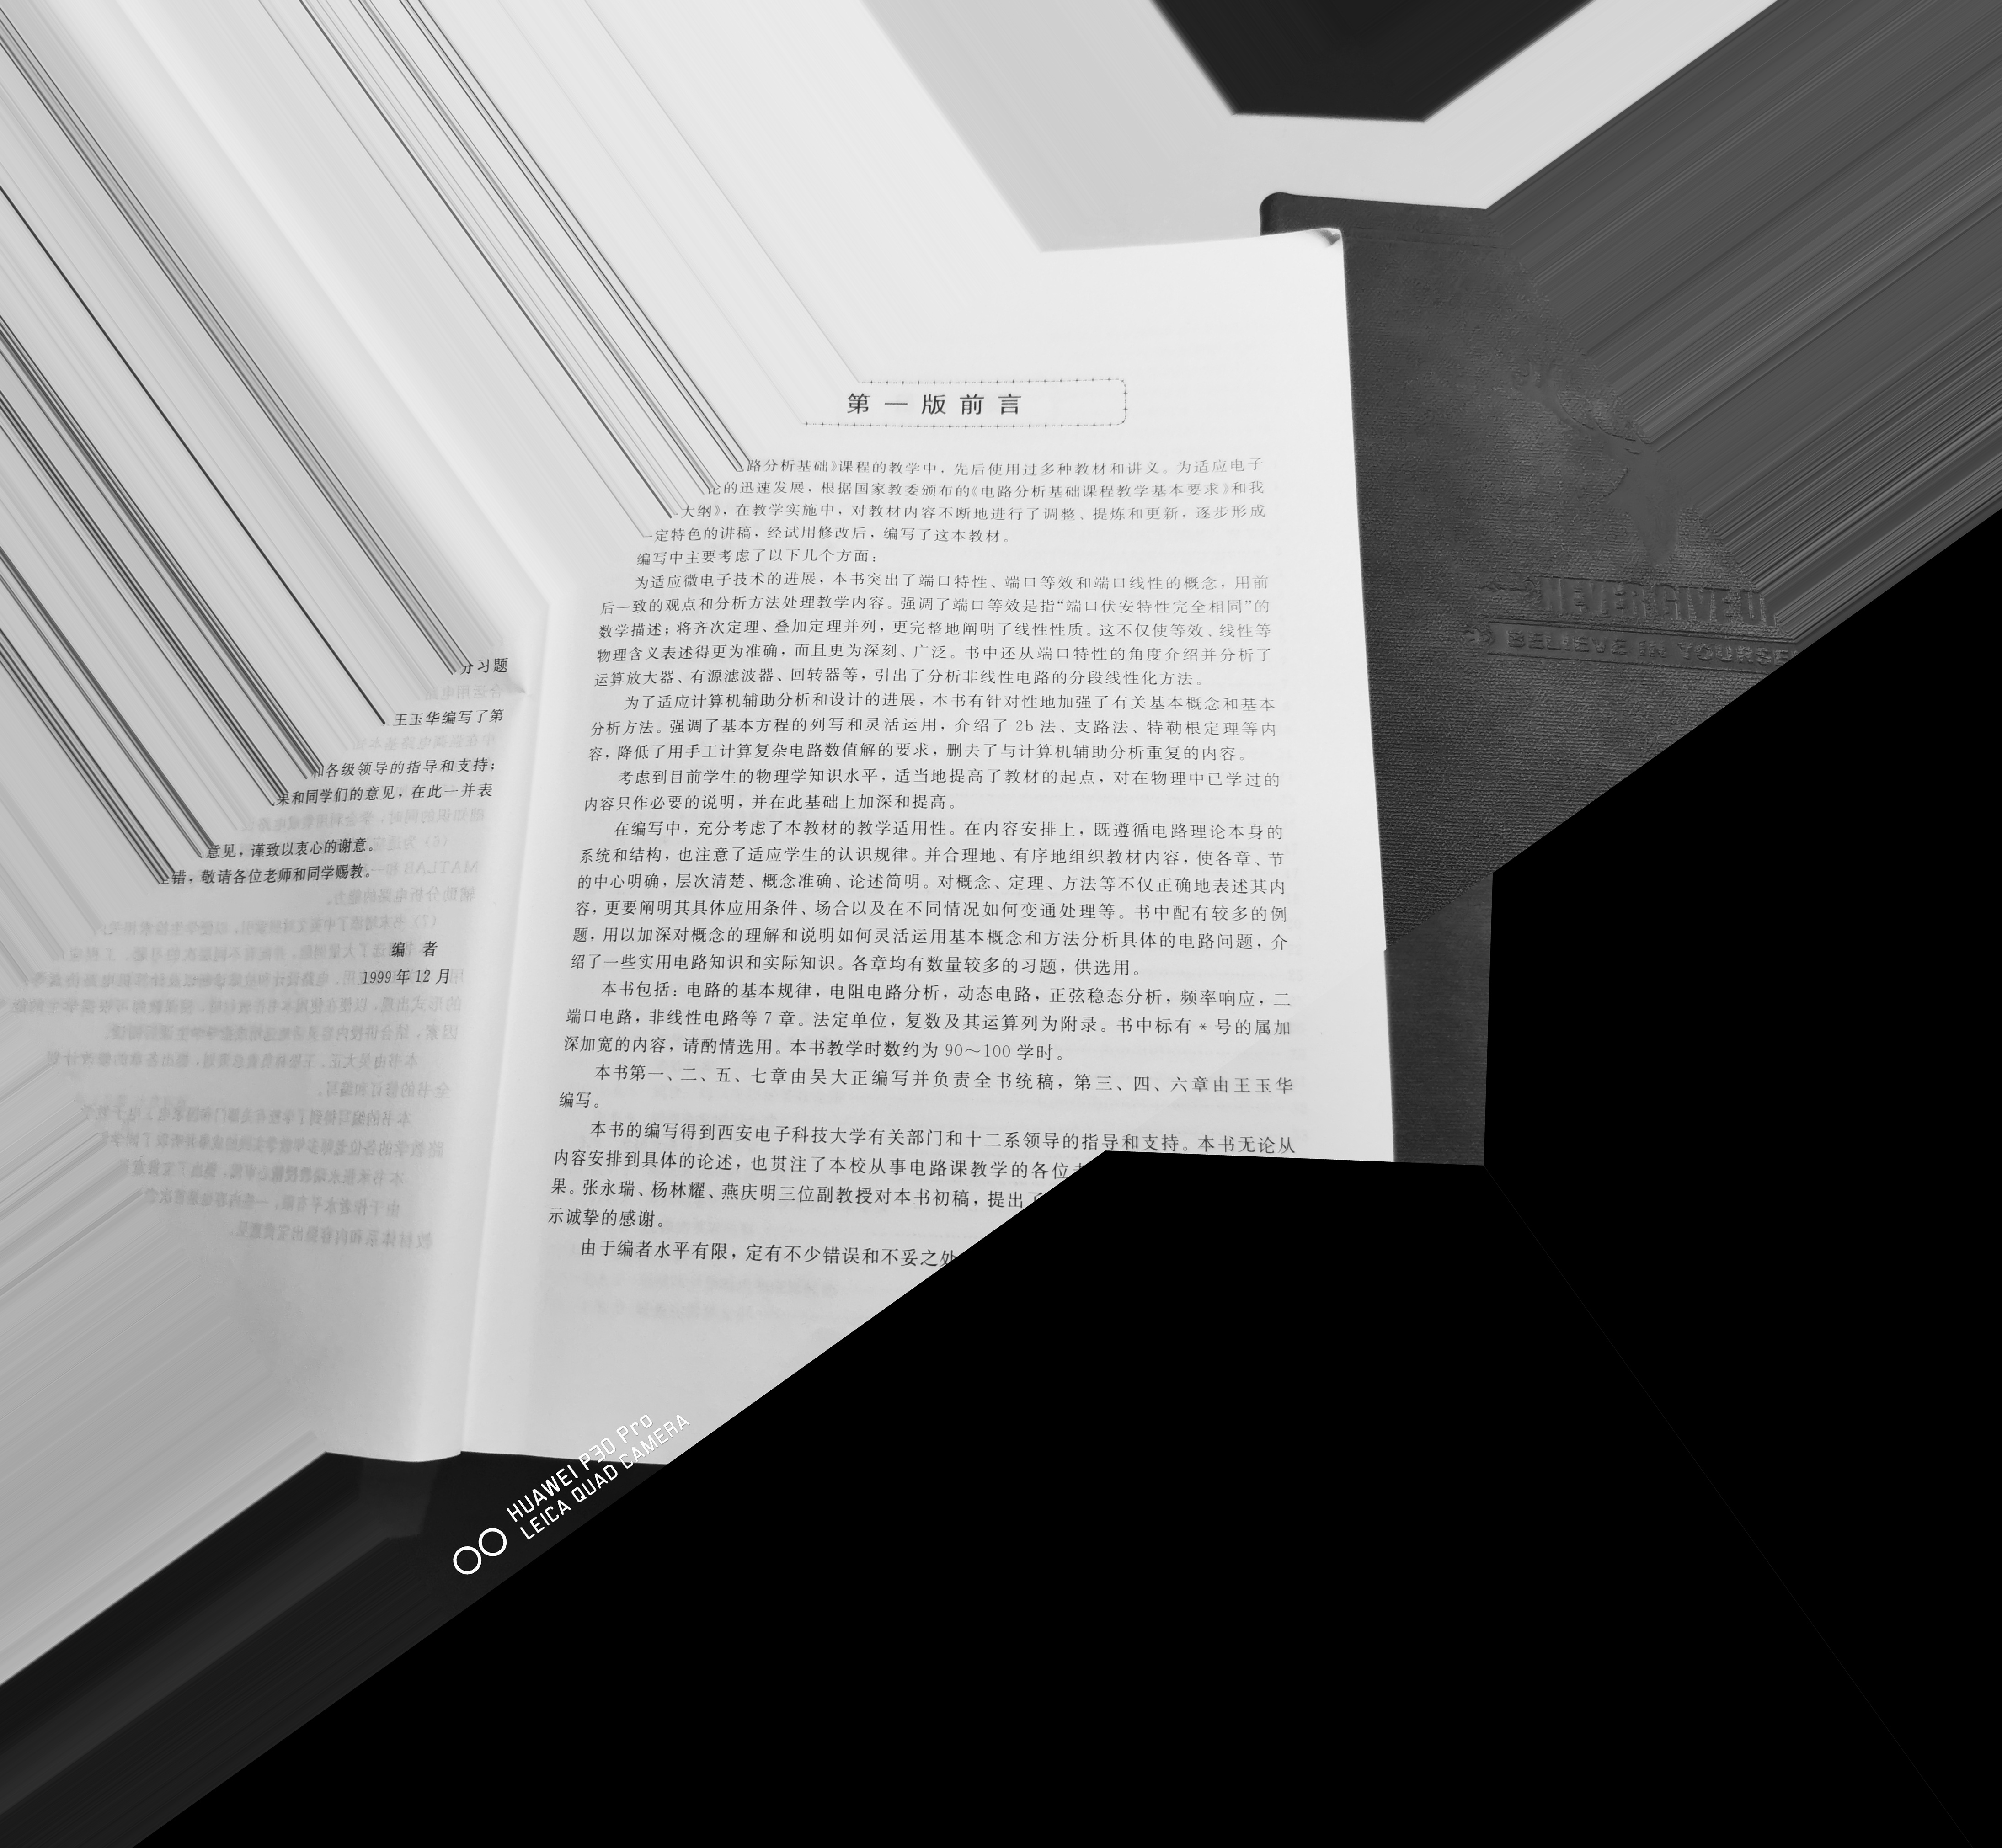 分习题
王玉华编写了第
和各级领导的指导和支持；
果和同学们的意见，在此一并表
意见，谨致以衷心的谢意。
错，敬请各位老师和同学赐教。
编 者
1999年12月
第一版前言
路分析基础》课程的教学中，先后使用过多种教材和讲义。为适应电子
的迅速发展，根据国家教委颁布的《电路分析基础课程教学基本要求》和我
大纲》，在教学实施中，对教材内容不断地进行了调整、提炼和更新，逐步形成
一定特色的讲稿，经试用修改后，编写了这本教材。
编写中主要考虑了以下几个方面：
为适应微电子技术的进展，本书突出了端口特性、端口等效和端口线性的概念，用前
后一致的观点和分析方法处理教学内容。强调了端口等效是指“端口伏安特性完全相同”的
数学描述；将齐次定理、叠加定理并列，更完整地阐明了线性性质。这不仅使等效、线性等
物理含义表述得更为准确，而且更为深刻、广泛。书中还从端口特性的角度介绍并分析了
运算放大器、有源滤波器、回转器等，引出了分析非线性电路的分段线性化方法。
为了适应计算机辅助分析和设计的进展，本书有针对性地加强了有关基本概念和基本
分析方法。强调了基本方程的列写和灵活运用，介绍了 2b 法、支路法、特勒根定理等内
容，降低了用手工计算复杂电路数值解的要求，删去了与计算机辅助分析重复的内容。
考虑到目前学生的物理学知识水平，适当地提高了教材的起点，对在物理中已学过的
内容只作必要的说明，并在此基础上加深和提高。
在编写中，充分考虑了本教材的教学适用性。在内容安排上，既遵循电路理论本身的
系统和结构，也注意了适应学生的认识规律。并合理地、有序地组织教材内容，使各章、节
的中心明确，层次清楚、概念准确、论述简明。对概念、定理、方法等不仅正确地表述其内
容，更要阐明其具体应用条件、场合以及在不同情况如何变通处理等。书中配有较多的例
题，用以加深对概念的理解和说明如何灵活运用基本概念和方法分析具体的电路问题，介
绍了一些实用电路知识和实际知识。各章均有数量较多的习题，供选用。
本书包括：电路的基本规律，电阻电路分析，动态电路，正弦稳态分析，频率响应，二
端口电路，非线性电路等 7 章。法定单位，复数及其运算列为附录。书中标有 * 号的属加
深加宽的内容，请酌情选用。本书教学时数约为 90～100 学时。
本书第一、二、五、七章由吴大正编写并负责全书统稿，第三、四、六章由王玉华
编写。
本书的编写得到西安电子科技大学有关部门和十二系领导的指导和支持。本书无论从
内容安排到具体的论述，也贯注了本校从事电路课教学的各位
果。张永瑞、杨林耀、燕庆明三位副教授对本书初稿，提出了
示诚挚的感谢。
由于编者水平有限，定有不少错误和不妥之处
NEVER GIVE U
BELIEVE IN YOURSE
HUAWEI P30 Pro
LEICA QUAD CAMERA